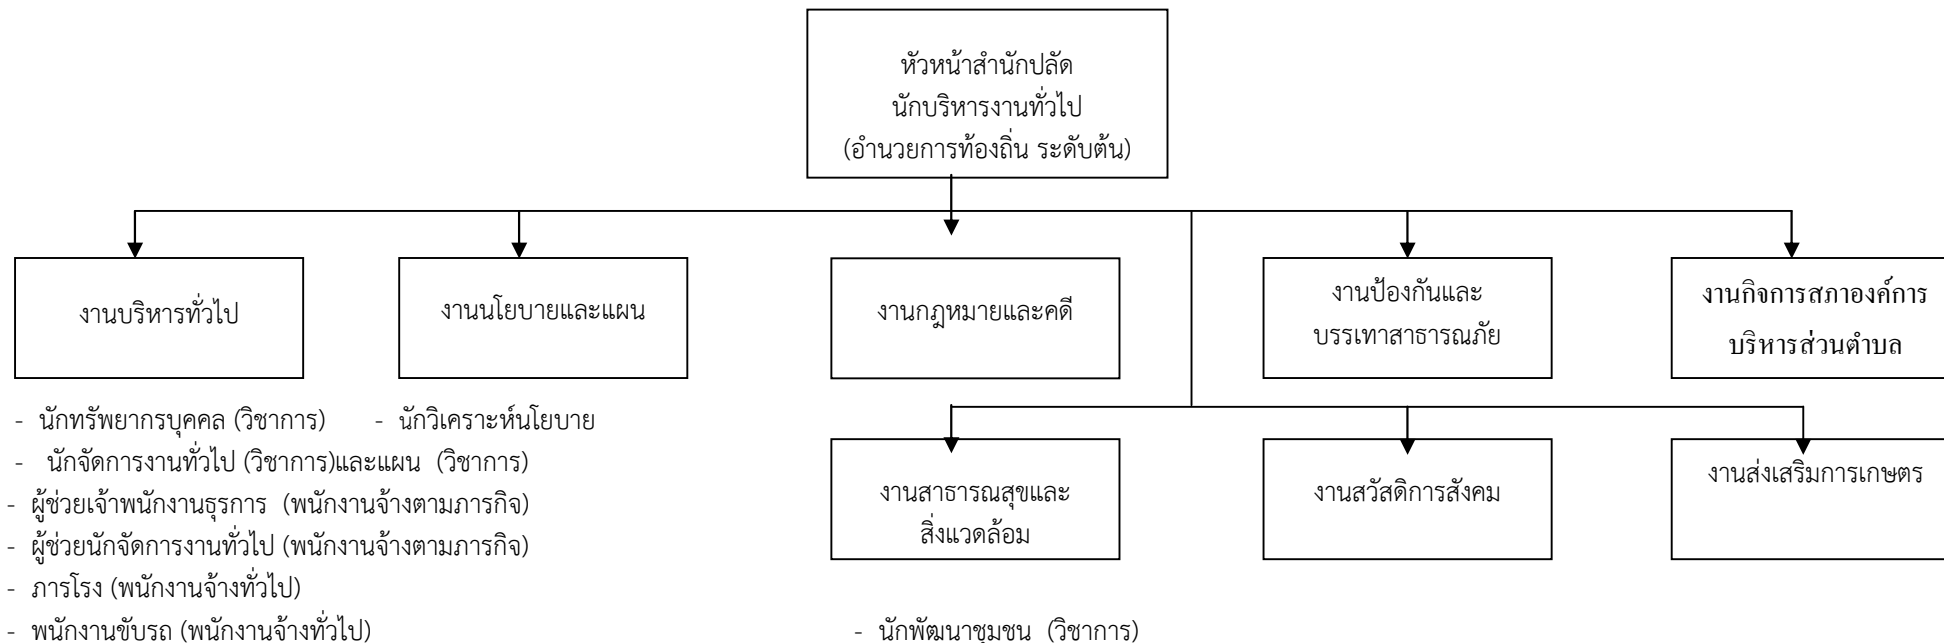 หัวหน้าสำนักปลัด
นักบริหารงานทั่วไป
(อำนวยการท้องถิ่น ระดับต้น)
งานบริหารทั่วไป
งานนโยบายและแผน
งานกฎหมายและคดี
งานป้องกันและ
บรรเทาสาธารณภัย
งานกิจการสภาองค์การ
บริหารส่วนตำบล
- นักทรัพยากรบุคคล (วิชาการ) - นักวิเคราะห์นโยบาย
- นักจัดการงานทั่วไป (วิชาการ)และแผน (วิชาการ)
- ผู้ช่วยเจ้าพนักงานธุรการ (พนักงานจ้างตามภารกิจ)
- ผู้ช่วยนักจัดการงานทั่วไป (พนักงานจ้างตามภารกิจ)
- ภารโรง (พนักงานจ้างทั่วไป)
- พนักงานขับรถ (พนักงานจ้างทั่วไป)
งานสาธารณสุขและ
สิ่งแวดล้อม
งานสวัสดิการสังคม
งานส่งเสริมการเกษตร
- นักพัฒนาชุมชน (วิชาการ)